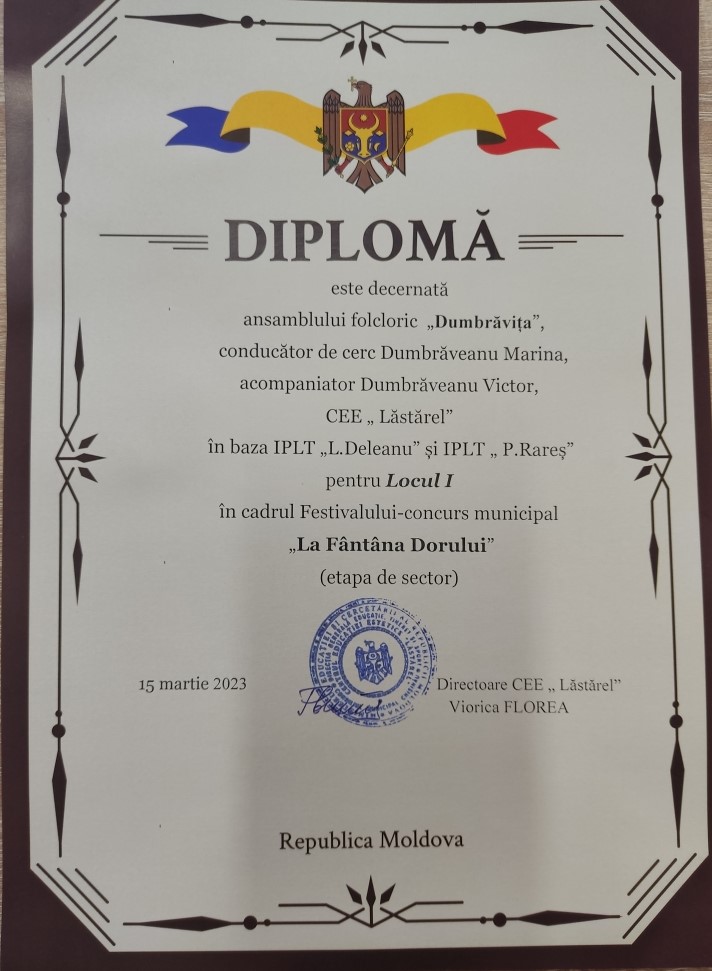 DIPLOMĂ
este decernată
ansamblului folcloric „Dumbrăvița”,
conducător de cerc Dumbrăveanu Marina,
acompaniator Dumbrăveanu Victor,
CEE „ Lăstărel”
în baza IPLT „L.Deleanu” și IPLT „ P.Rareș”
pentru Locul I
în cadrul Festivalului-concurs municipal
„La Fântâna Dorului”
(etapa de sector)
15 martie 2023
Directoare CEE „ Lăstărel”
Viorica FLOREA
Republica Moldova